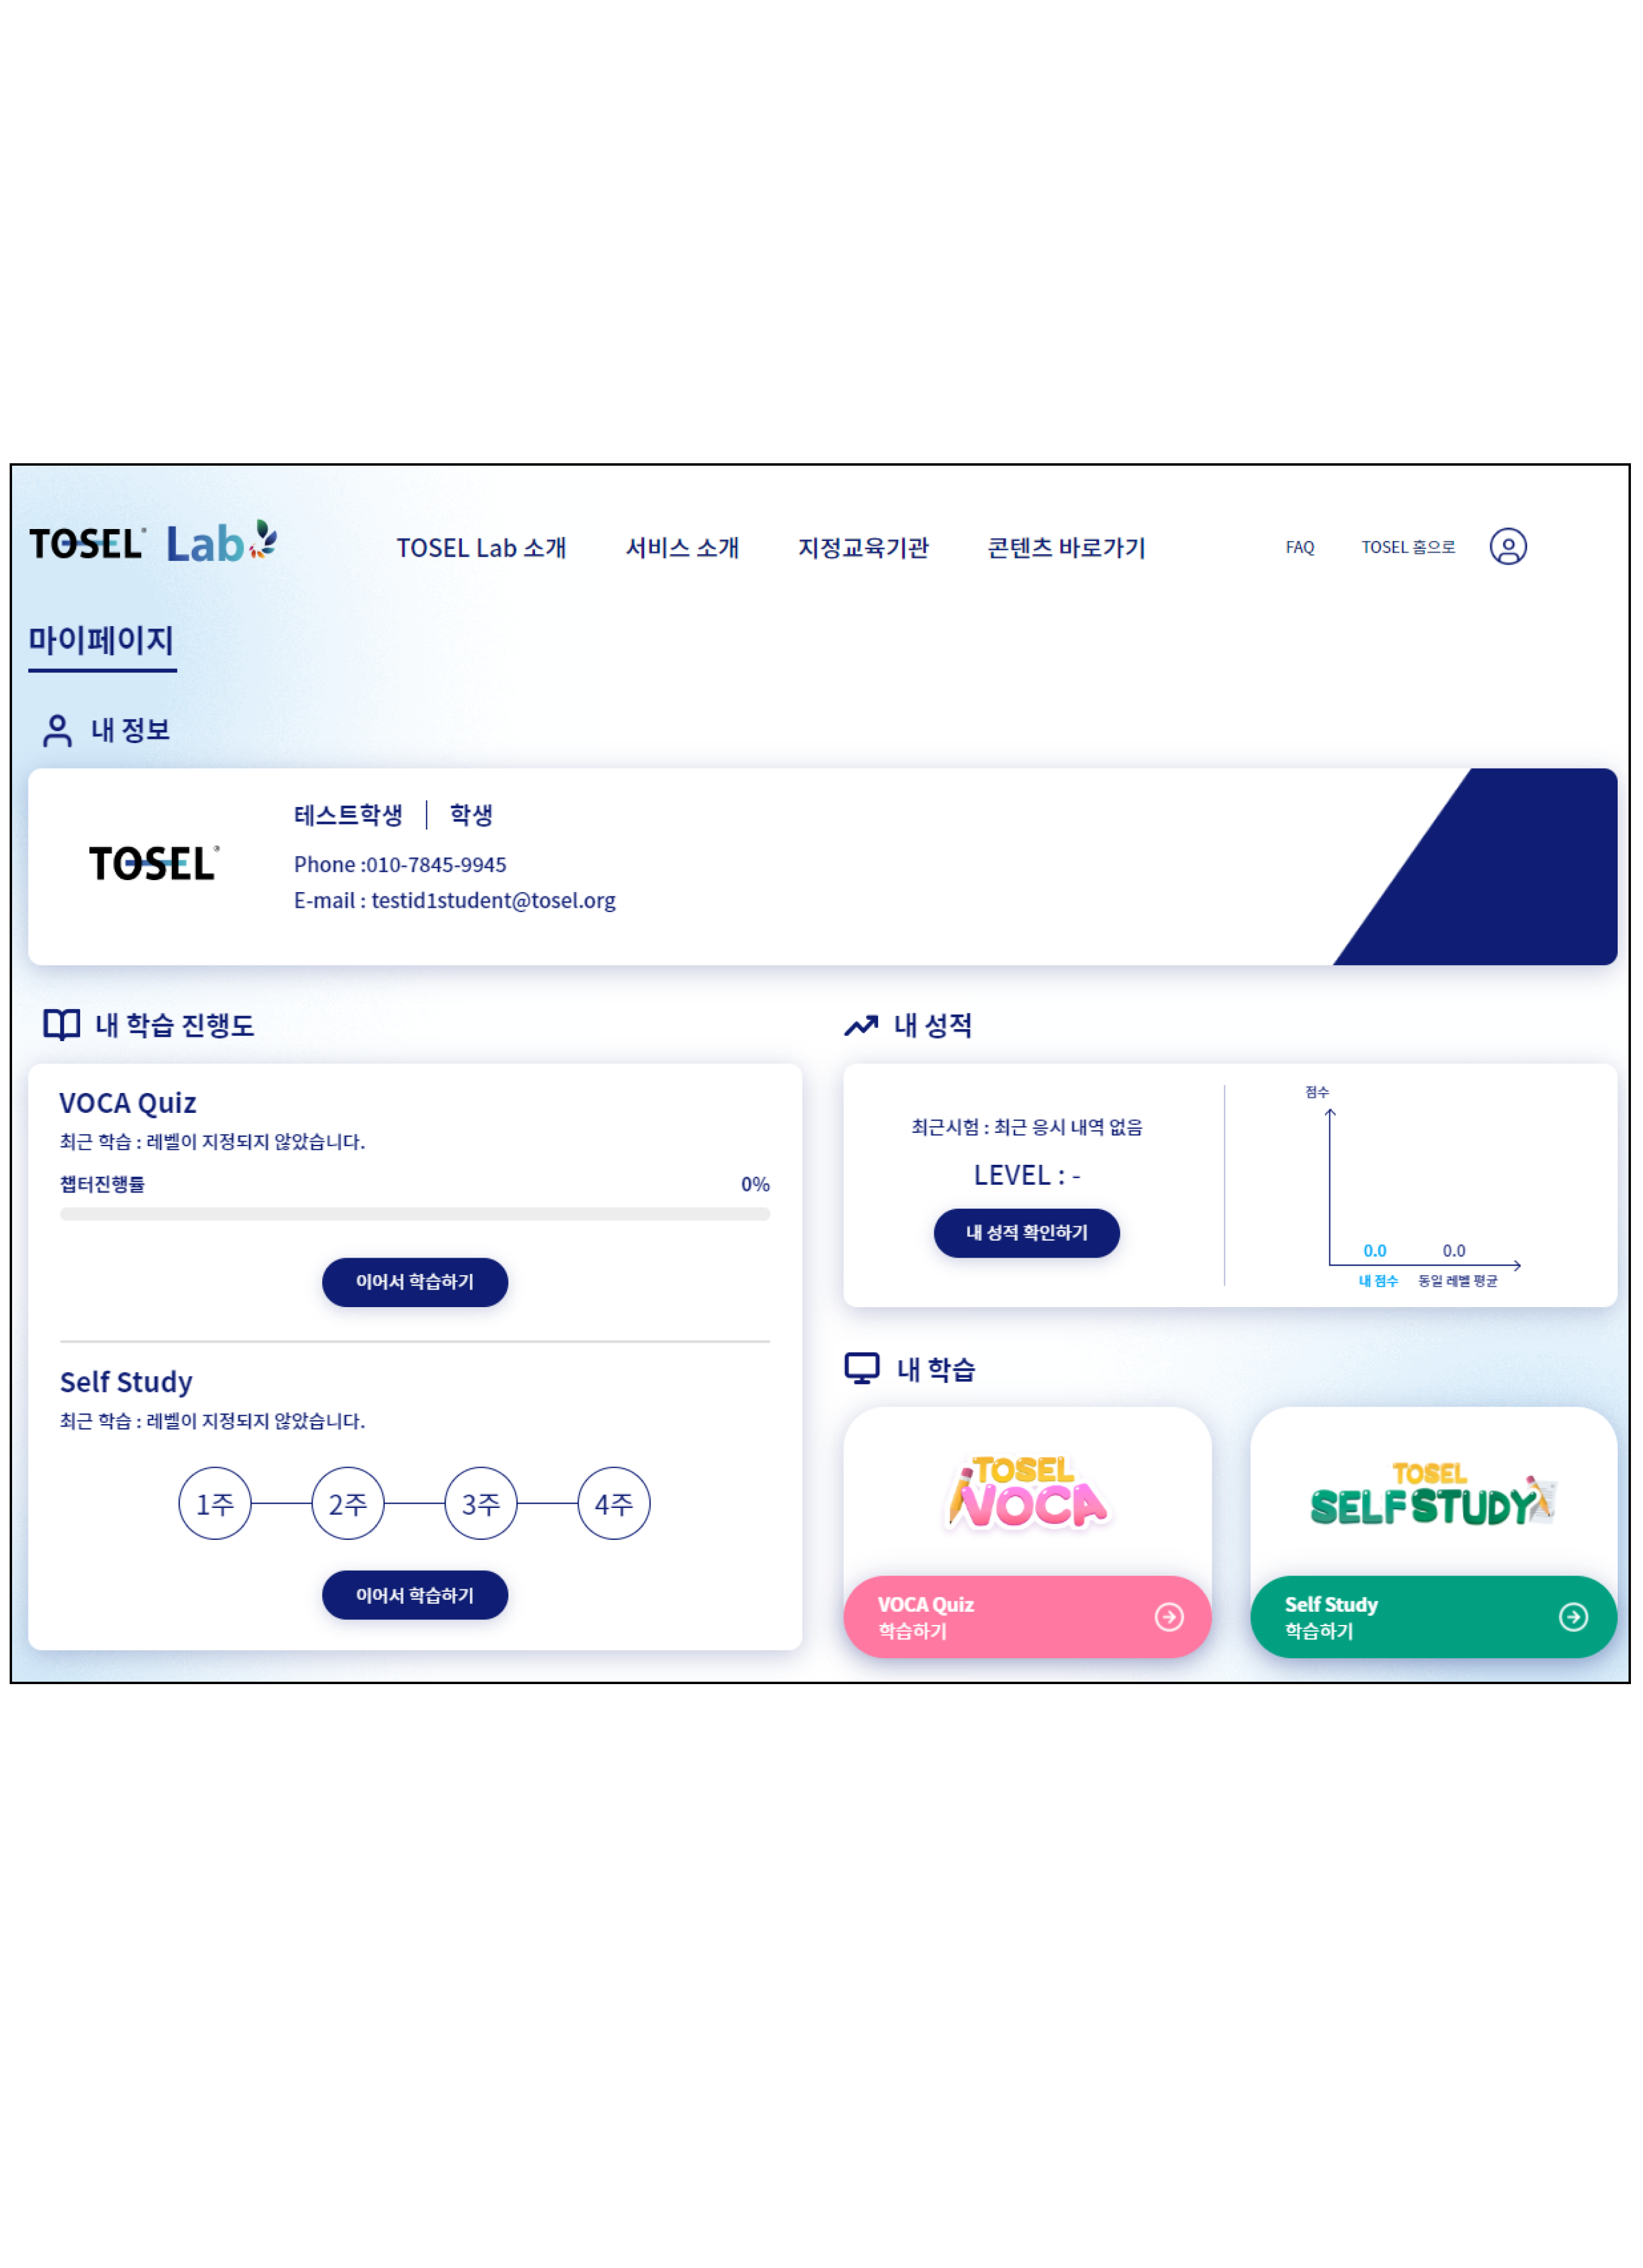 TOSEL® Lab
TOSEL Lab 소개 서비스 소개 지정교육기관 콘텐츠 바로가기 FAQ TOSEL 홈으로
마이페이지
내 정보
TOSEL®
테스트학생 | 학생
Phone :010-7845-9945
E-mail : testid1student@tosel.org
내 학습 진행도
VOCA Quiz
최근 학습 : 레벨이 지정되지 않았습니다.
챕터진행률 0%
이어서 학습하기
Self Study
최근 학습 : 레벨이 지정되지 않았습니다.
1주 2주 3주 4주
이어서 학습하기
내 성적
최근시험 : 최근 응시 내역 없음
LEVEL : -
내 성적 확인하기
점수
0.0 0.0
내 점수 동일 레벨 평균
내 학습
TOSEL
VOCA
VOCA Quiz
학습하기
TOSEL
SELF STUDY
Self Study
학습하기